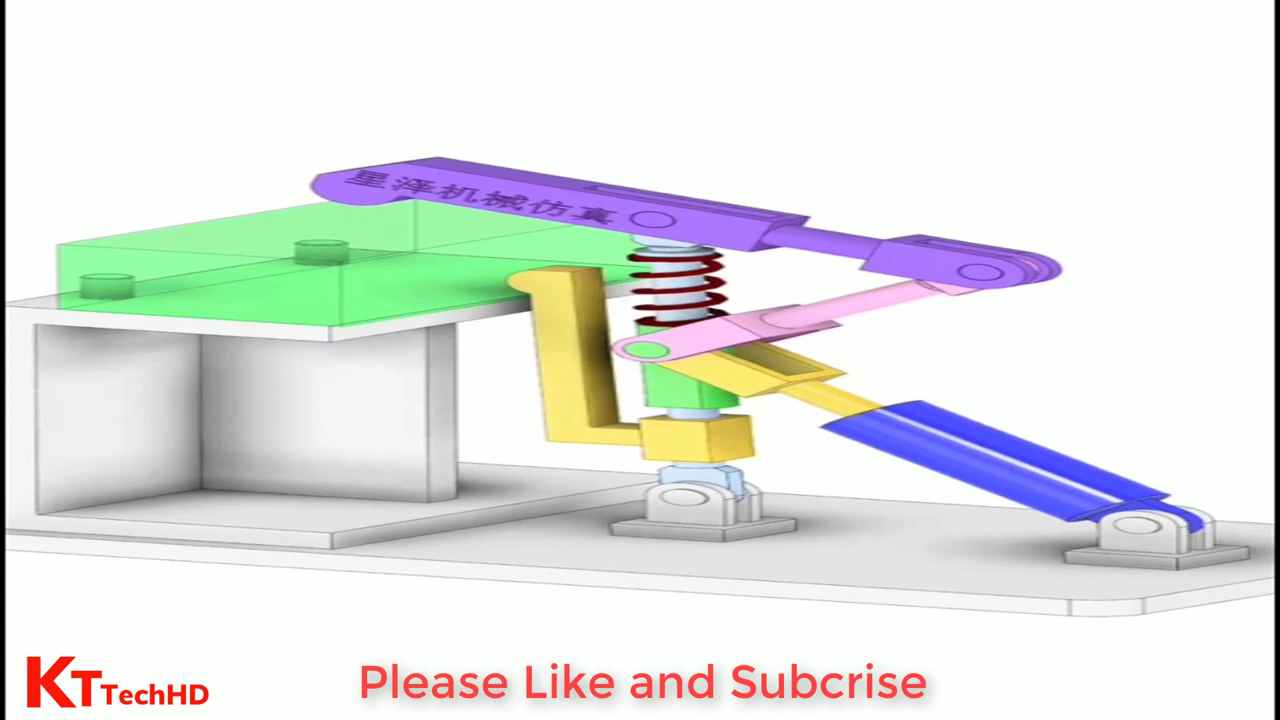 星泽机械仿真
KT TechHD
Please Like and Subcrise